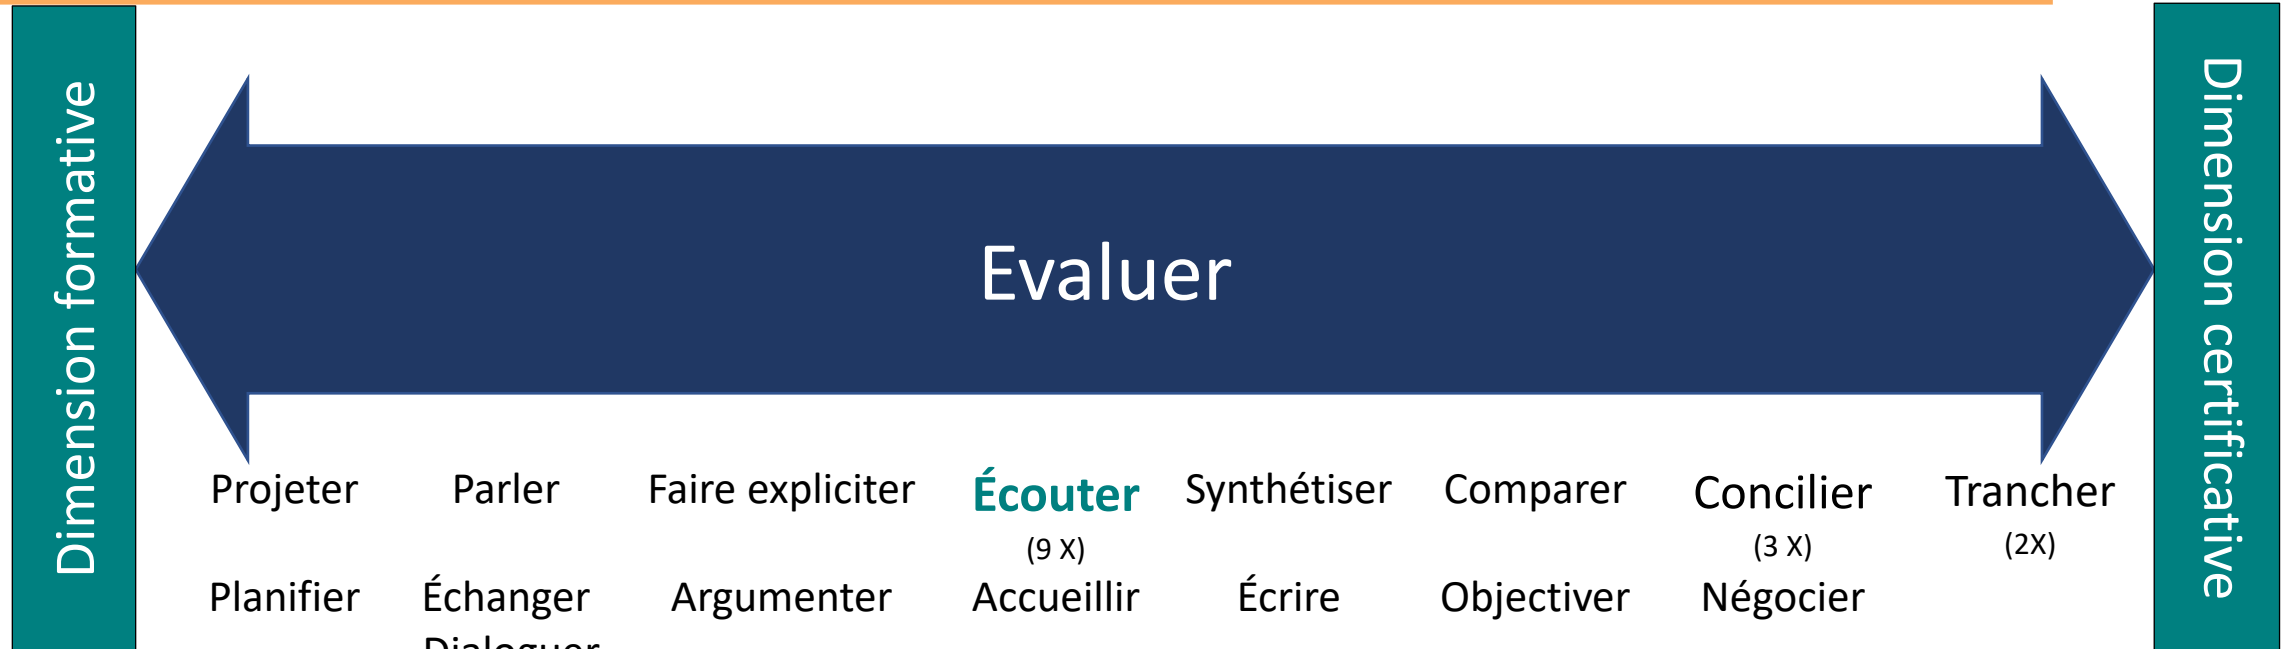 Dimension formative
Evaluer
Dimension certificative
Projeter Parler Faire expliciter Écouter Synthétiser Comparer Concilier Trancher
(9 X) (3 X) (2X)
Planifier Échanger Argumenter Accueillir Écrire Objectiver Négocier
Dialoguer